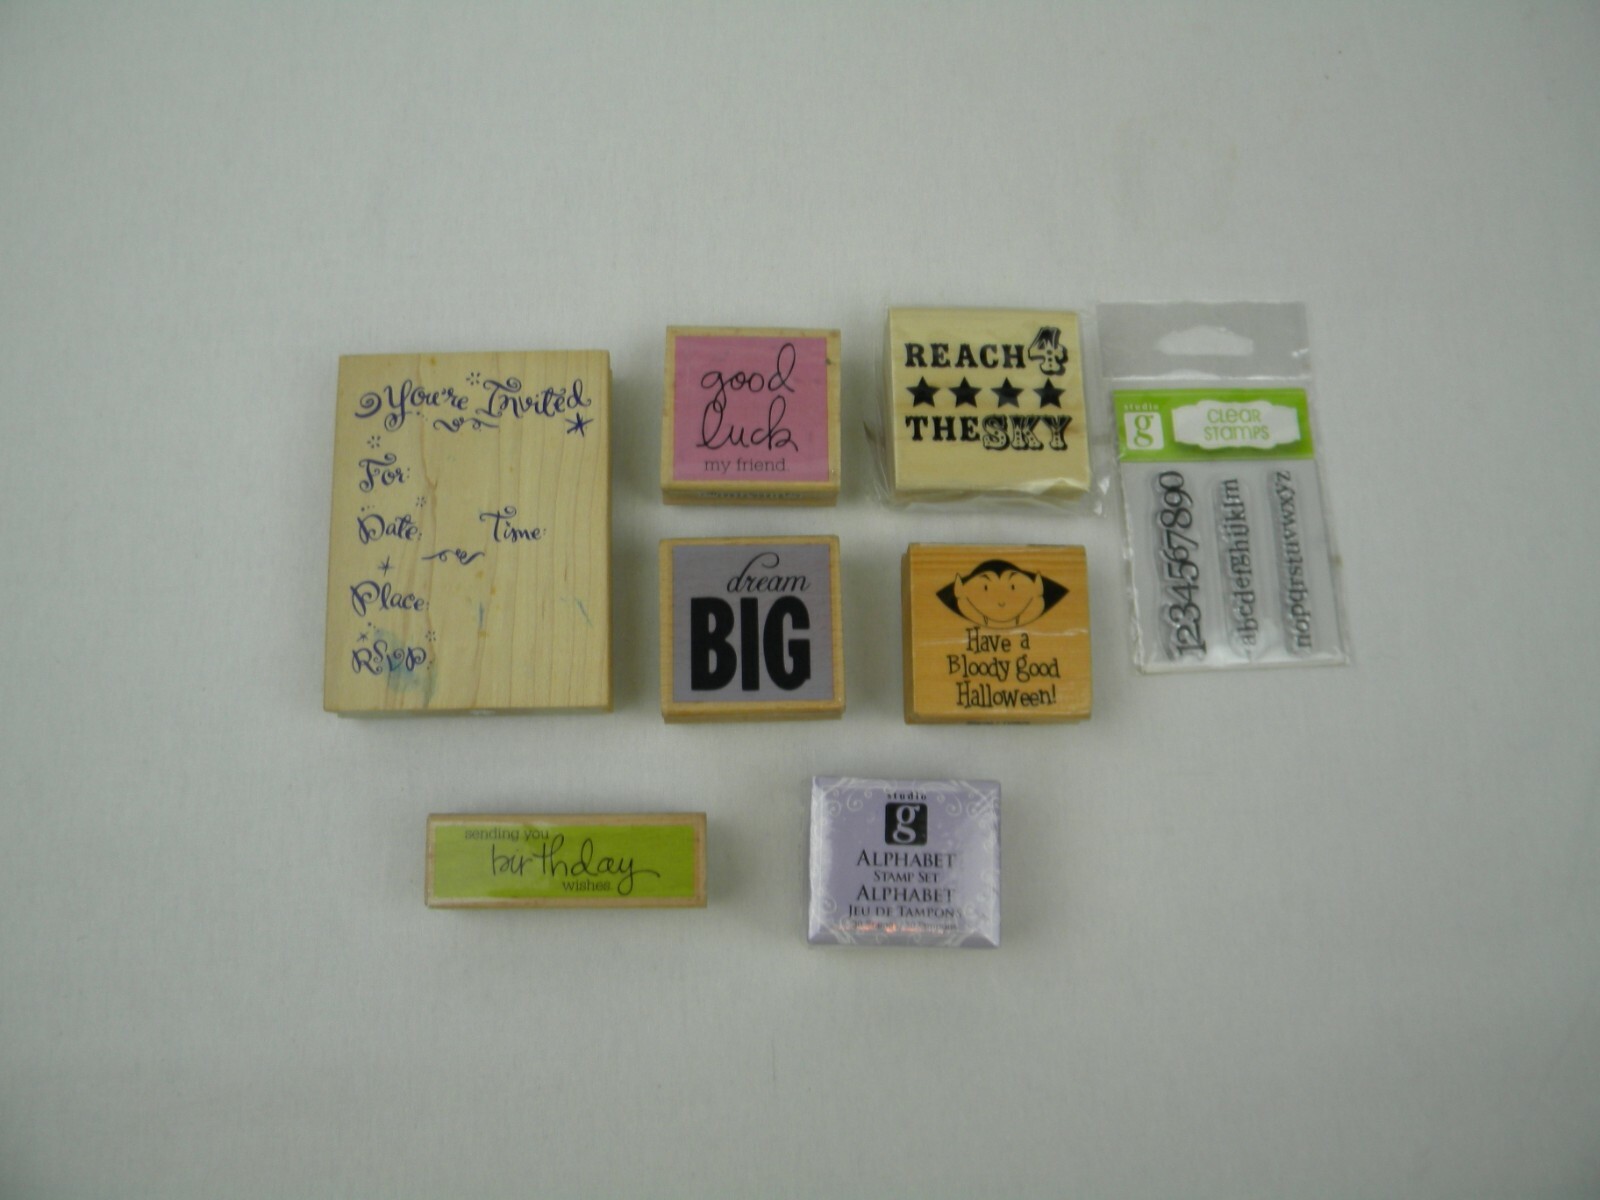 You're Invited
For:
Date: Time:
Place:
RSVP:
good
luck
my friend.
REACH 4
THE SKY
studio
g
CLEAR
STAMPS
1234567890
abcdefghijklm
nopqrstuvwxyz
dream
BIG
Have a
Bloody good
Halloween!
sending you
birthday
wishes.
studio
g
ALPHABET
STAMP SET
ALPHABET
JEU DE TAMPONS